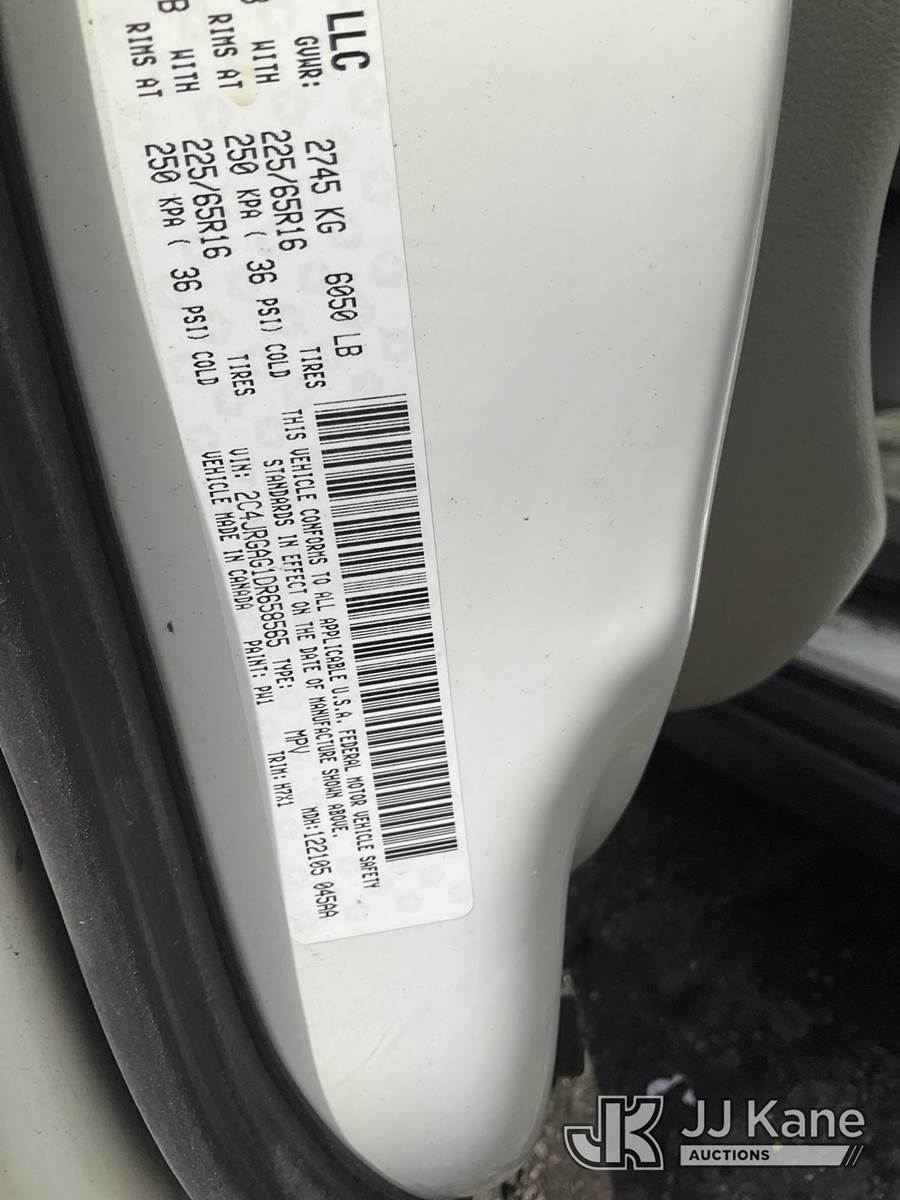 LLC
GVWR: 2745 KG 6050 LB
WITH 225/65R16 TIRES
RIMS AT 250 KPA ( 36 PSI) COLD
B WITH 225/65R16 TIRES
RIMS AT 250 KPA ( 36 PSI) COLD
THIS VEHICLE CONFORMS TO ALL APPLICABLE U.S.A. FEDERAL MOTOR VEHICLE SAFETY
STANDARDS IN EFFECT ON THE DATE OF MANUFACTURE SHOWN ABOVE.
VIN: 2C4JRGAG1DR658565 TYPE: MPV MDH:122105 045AA
VEHICLE MADE IN CANADA PAINT: PW1 TRIM: H7X1
JK JJ Kane
AUCTIONS